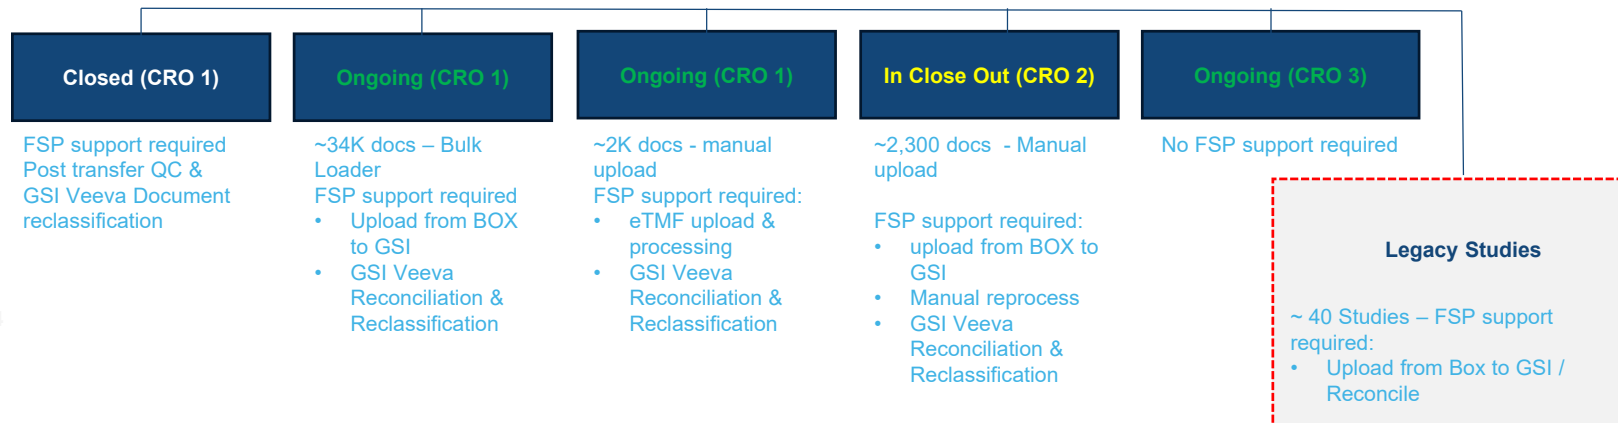 Closed (CRO 1)
FSP support required
Post transfer QC &
GSI Veeva Document
reclassification
Ongoing (CRO 1)
~34K docs – Bulk
Loader
FSP support required
• Upload from BOX
to GSI
• GSI Veeva
Reconciliation &
Reclassification
Ongoing (CRO 1)
~2K docs - manual
upload
FSP support required:
• eTMF upload &
processing
• GSI Veeva
Reconciliation &
Reclassification
In Close Out (CRO 2)
~2,300 docs - Manual
upload
FSP support required:
• upload from BOX to
GSI
• Manual reprocess
• GSI Veeva
Reconciliation &
Reclassification
Ongoing (CRO 3)
No FSP support required
Legacy Studies
~ 40 Studies – FSP support
required:
• Upload from Box to GSI /
Reconcile